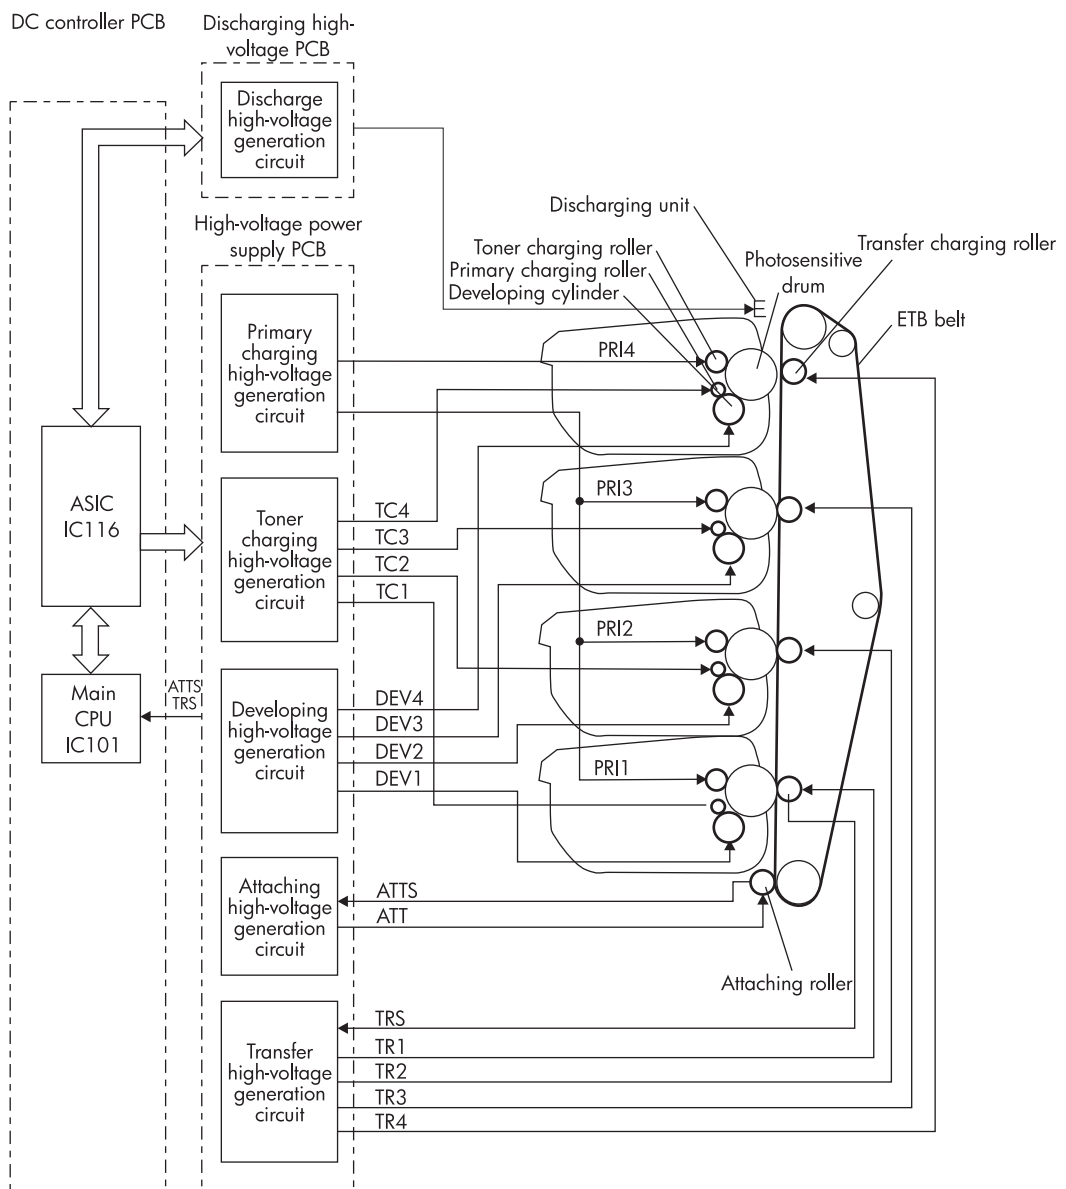 DC controller PCB
Discharging high-
voltage PCB
Discharge
high-voltage
generation
circuit
Discharging unit
High-voltage power
supply PCB
Toner charging roller
Transfer charging roller
Primary charging roller
Photosensitive
drum
Developing cylinder
ETB belt
Primary
charging
high-voltage
generation
circuit
PRI4
ASIC
IC116
Toner
charging
high-voltage
generation
circuit
TC4
TC3
TC2
TC1
PRI3
PRI2
Main
CPU
IC101
ATTS
TRS
Developing
high-voltage
generation
circuit
DEV4
DEV3
DEV2
DEV1
PRI1
Attaching
high-voltage
generation
circuit
ATTS
ATT
Attaching roller
Transfer
high-voltage
generation
circuit
TRS
TR1
TR2
TR3
TR4